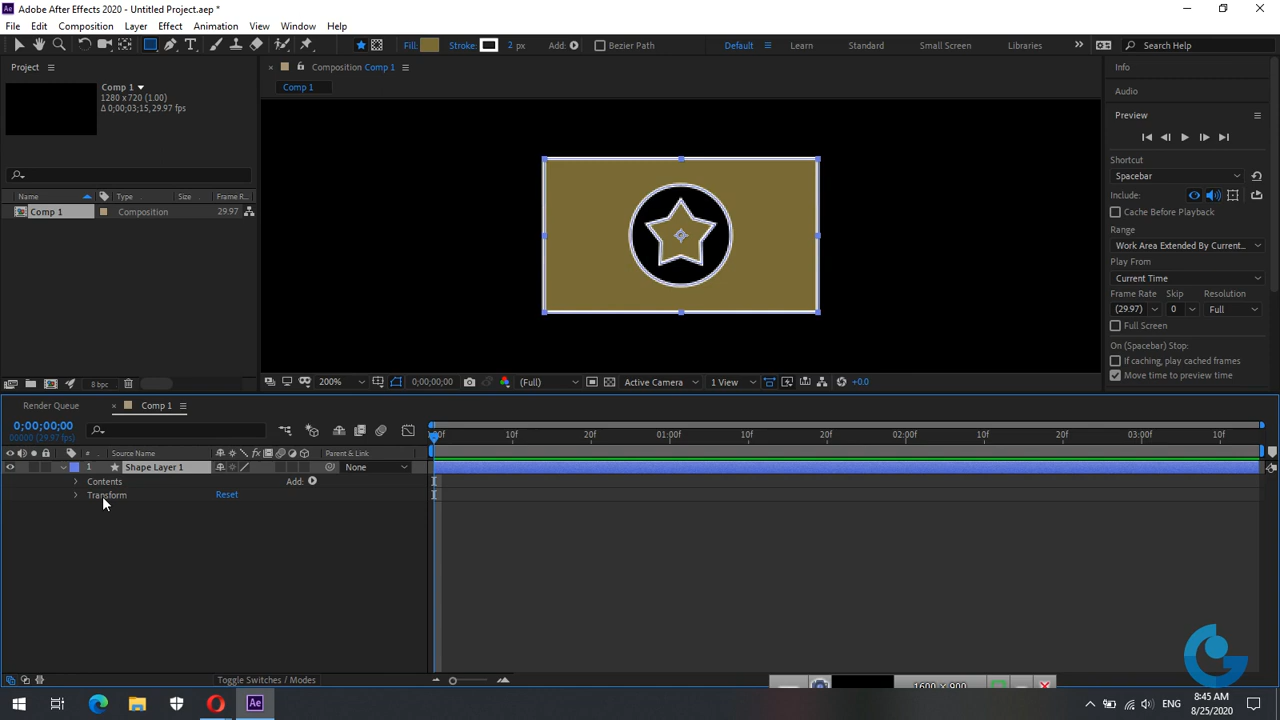 Adobe After Effects 2020 - Untitled Project.aep *
File Edit Composition Layer Effect Animation View Window Help
Fill: Stroke: 2 px Add: Bezier Path Default Learn Standard Small Screen Libraries Search Help
Project
Composition Comp 1
Info
Comp 1
1280 x 720 (1.00)
Δ 0;00;03;15, 29.97 fps
Comp 1
Audio
Preview
Shortcut
Spacebar
Name Type Size Frame R...
Include:
Comp 1 Composition 29.97
Cache Before Playback
Range
Work Area Extended By Current...
Play From
Current Time
Frame Rate Skip Resolution
(29.97) 0 Full
Full Screen
On (Spacebar) Stop:
If caching, play cached frames
Move time to preview time
8 bpc
200% 0;00;00;00 (Full) Active Camera 1 View +0.0
Render Queue Comp 1
0;00;00;00
00000 (29.97 fps)
:00f 10f 20f 01:00f 10f 20f 02:00f 10f 20f 03:00f 10f
# Source Name Parent & Link
1 Shape Layer 1 None
Contents Add:
Transform Reset
Toggle Switches / Modes
1600 x 900
Ae
ENG
8:45 AM
8/25/2020